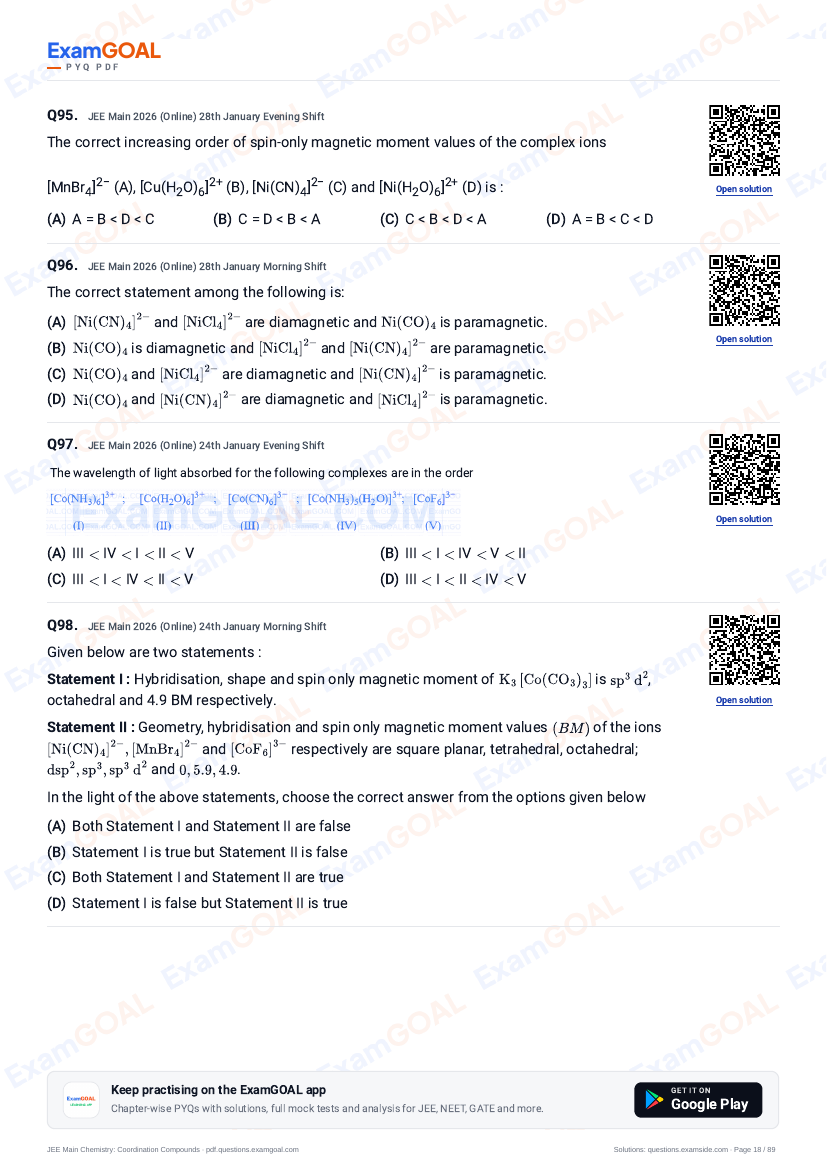 ExamGOAL
PYQ PDF
Q95. JEE Main 2026 (Online) 28th January Evening Shift
The correct increasing order of spin-only magnetic moment values of the complex ions
[MnBr₄]²⁻ (A), [Cu(H₂O)₆]²⁺ (B), [Ni(CN)₄]²⁻ (C) and [Ni(H₂O)₆]²⁺ (D) is :
(A) A = B < D < C (B) C = D < B < A (C) C < B < D < A (D) A = B < C < D
Open solution
Q96. JEE Main 2026 (Online) 28th January Morning Shift
The correct statement among the following is:
(A) [Ni(CN)₄]²⁻ and [NiCl₄]²⁻ are diamagnetic and Ni(CO)₄ is paramagnetic.
(B) Ni(CO)₄ is diamagnetic and [NiCl₄]²⁻ and [Ni(CN)₄]²⁻ are paramagnetic.
(C) Ni(CO)₄ and [NiCl₄]²⁻ are diamagnetic and [Ni(CN)₄]²⁻ is paramagnetic.
(D) Ni(CO)₄ and [Ni(CN)₄]²⁻ are diamagnetic and [NiCl₄]²⁻ is paramagnetic.
Open solution
Q97. JEE Main 2026 (Online) 24th January Evening Shift
The wavelength of light absorbed for the following complexes are in the order
[Co(NH₃)₆]³⁺ ; [Co(H₂O)₆]³⁺ ; [Co(CN)₆]³⁻ ; [Co(NH₃)₅(H₂O)]³⁺; [CoF₆]³⁻
(I) (II) (III) (IV) (V)
(A) III < IV < I < II < V (B) III < I < IV < V < II
(C) III < I < IV < II < V (D) III < I < II < IV < V
Open solution
Q98. JEE Main 2026 (Online) 24th January Morning Shift
Given below are two statements :
Statement I : Hybridisation, shape and spin only magnetic moment of K₃ [Co(CO₃)₃] is sp³ d²,
octahedral and 4.9 BM respectively.
Statement II : Geometry, hybridisation and spin only magnetic moment values (BM) of the ions
[Ni(CN)₄]²⁻, [MnBr₄]²⁻ and [CoF₆]³⁻ respectively are square planar, tetrahedral, octahedral;
dsp², sp³, sp³ d² and 0, 5.9, 4.9.
In the light of the above statements, choose the correct answer from the options given below
(A) Both Statement I and Statement II are false
(B) Statement I is true but Statement II is false
(C) Both Statement I and Statement II are true
(D) Statement I is false but Statement II is true
Open solution
ExamGOAL
Keep practising on the ExamGOAL app
Chapter-wise PYQs with solutions, full mock tests and analysis for JEE, NEET, GATE and more.
GET IT ON
Google Play
JEE Main Chemistry: Coordination Compounds · pdf.questions.examgoal.com
Solutions: questions.examside.com · Page 18 / 89